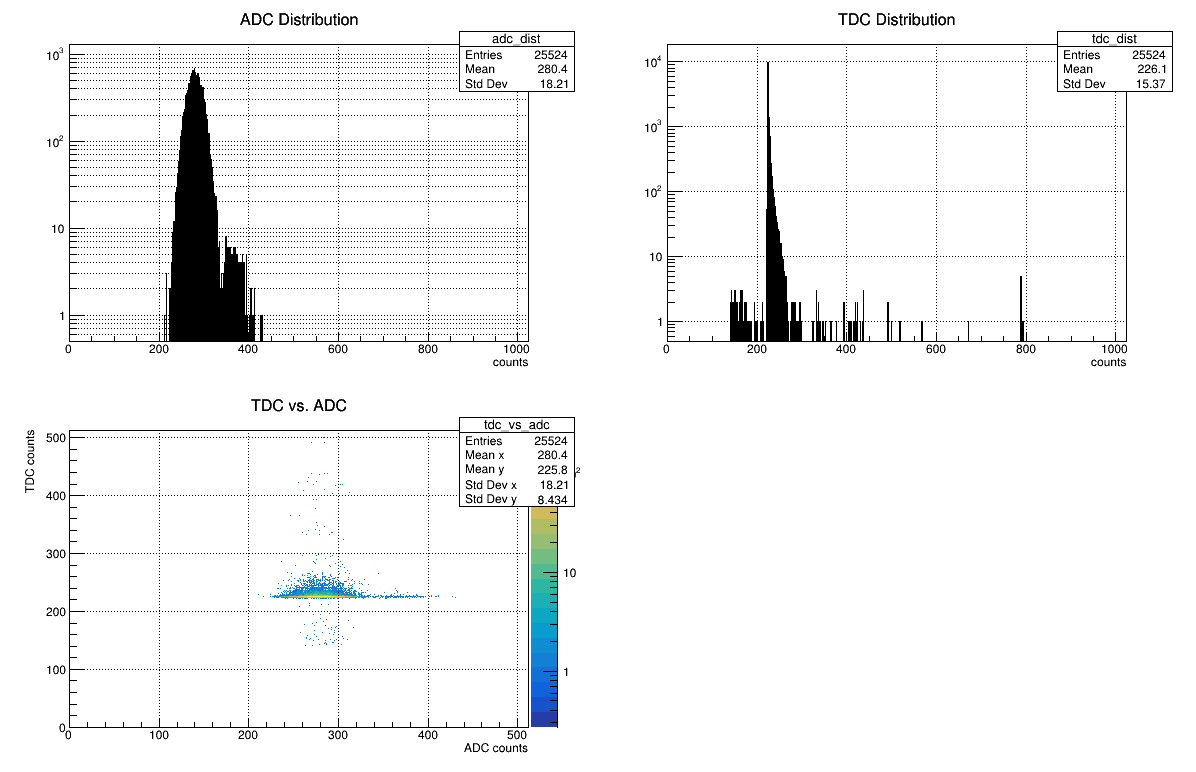 ADC Distribution
adc_dist
Entries 25524
Mean 280.4
Std Dev 18.21
10³
10²
10
1
0 200 400 600 800 1000
counts
TDC Distribution
tdc_dist
Entries 25524
Mean 226.1
Std Dev 15.37
10⁴
10³
10²
10
1
0 200 400 600 800 1000
counts
TDC vs. ADC
tdc_vs_adc
Entries 25524
Mean x 280.4
Mean y 225.8
Std Dev x 18.21
Std Dev y 8.434
TDC counts
500
400
300
200
100
0
0 100 200 300 400 500
ADC counts
2
10
1